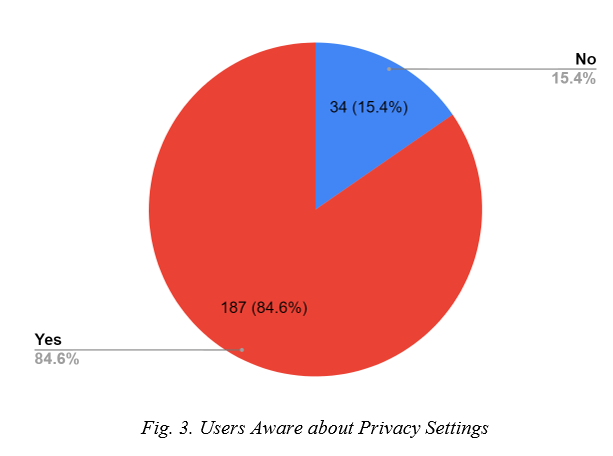 No
15.4%
34 (15.4%)
187 (84.6%)
Yes
84.6%
Fig. 3. Users Aware about Privacy Settings